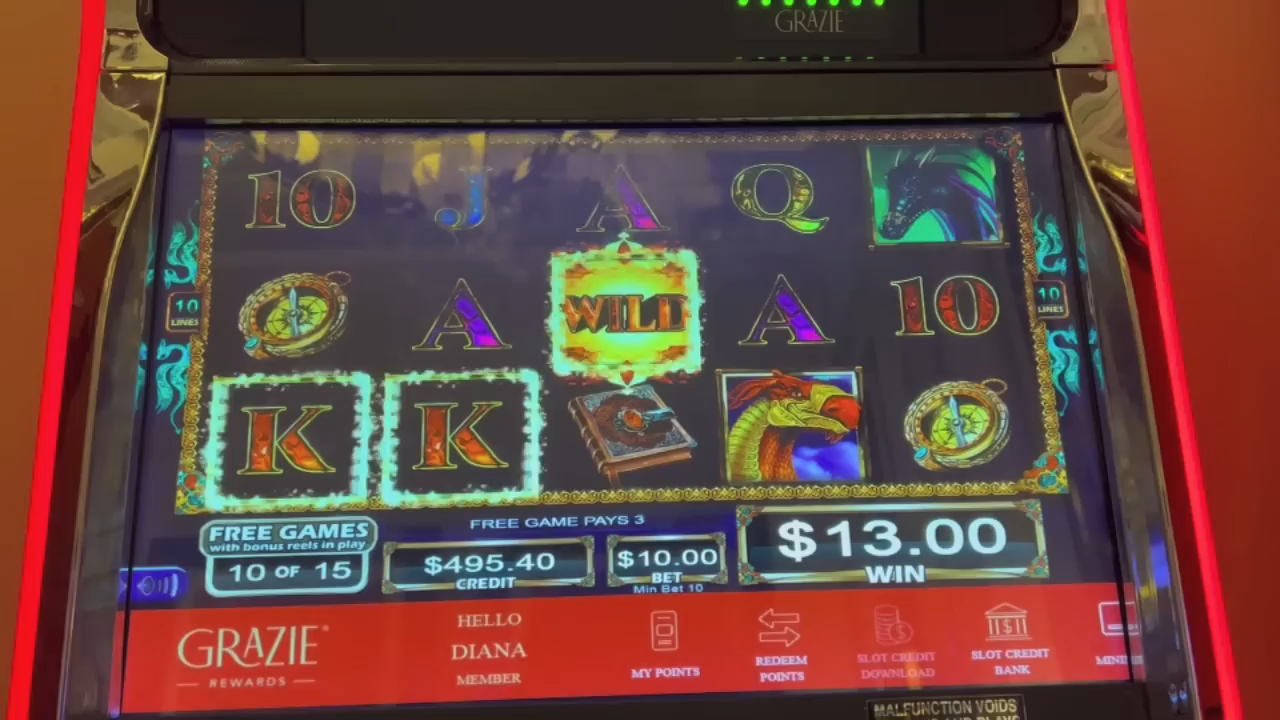 GRAZIE
10 J A Q
A WILD A 10
10 LINES
10 LINES
K K
FREE GAMES
with bonus reels in play
10 OF 15
FREE GAME PAYS 3
$495.40
CREDIT
$10.00
BET
Min Bet 10
$13.00
WIN
GRAZIE
REWARDS
HELLO
DIANA
MEMBER
MY POINTS
REDEEM
POINTS
SLOT CREDIT
DOWNLOAD
SLOT CREDIT
BANK
MALFUNCTION VOIDS